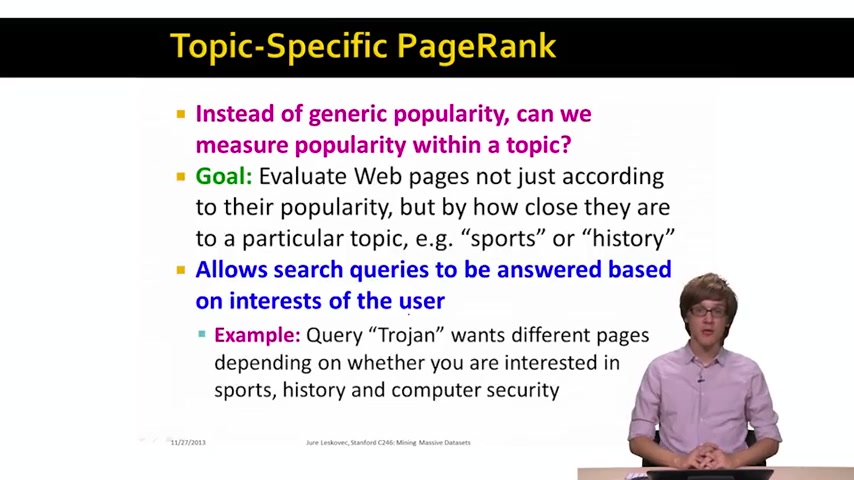 Topic-Specific PageRank
Instead of generic popularity, can we
measure popularity within a topic?
Goal: Evaluate Web pages not just according
to their popularity, but by how close they are
to a particular topic, e.g. “sports” or “history”
Allows search queries to be answered based
on interests of the user
Example: Query “Trojan” wants different pages
depending on whether you are interested in
sports, history and computer security
11/27/2013
Jure Leskovec, Stanford C246: Mining Massive Datasets